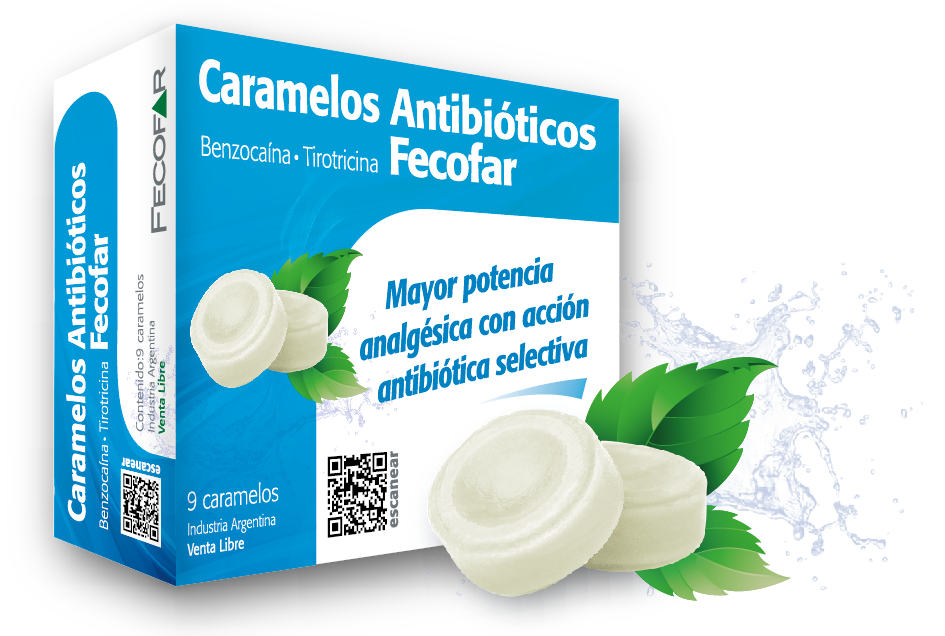 Caramelos Antibióticos
Benzocaína • Tirotricina Fecofar
Mayor potencia
analgésica con acción
antibiótica selectiva
escanear
9 caramelos
Industria Argentina
Venta Libre
FECOFAR
Caramelos Antibióticos
Benzocaína • Tirotricina Fecofar
Contenido:9 caramelos
Industria Argentina
Venta Libre
escanear